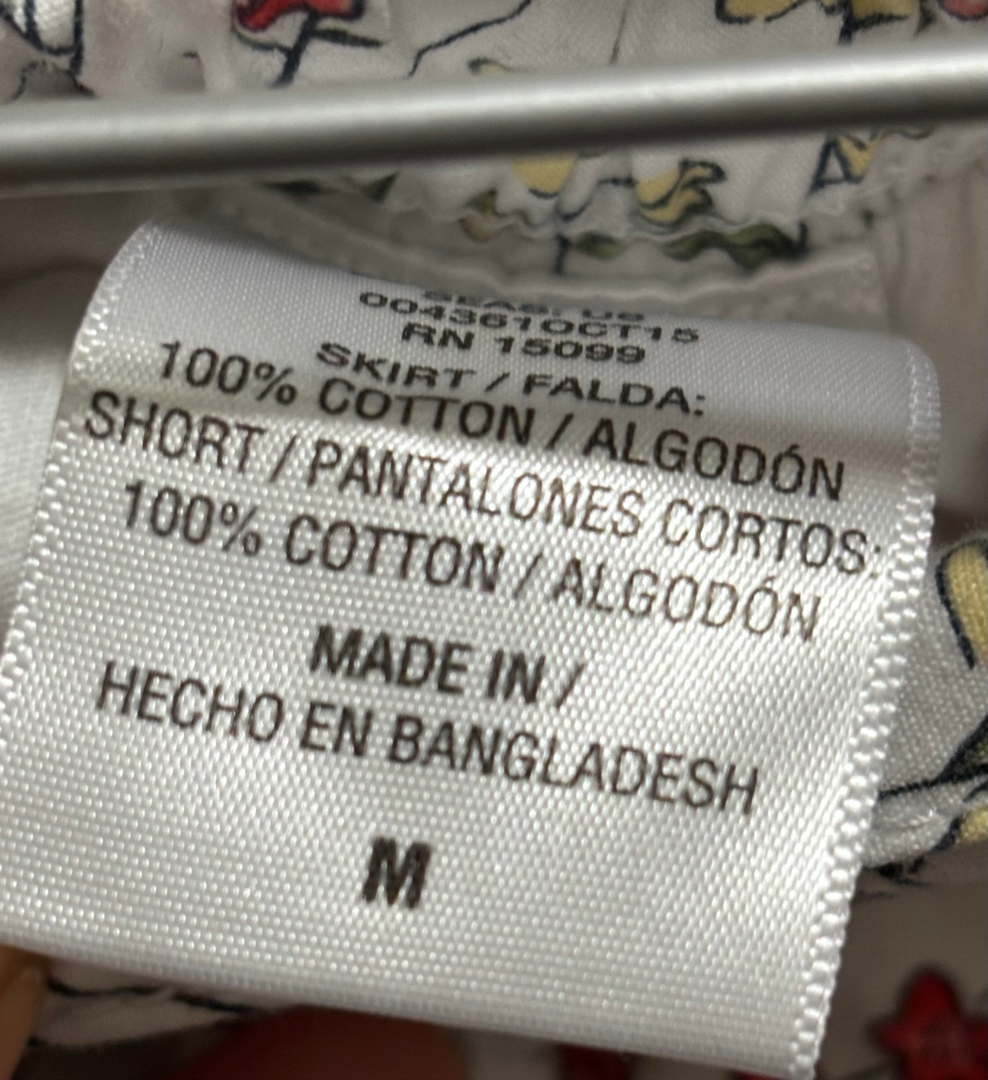 004361OCT15
RN 15099
SKIRT / FALDA:
100% COTTON / ALGODÓN
SHORT / PANTALONES CORTOS:
100% COTTON / ALGODÓN
MADE IN /
HECHO EN BANGLADESH
M